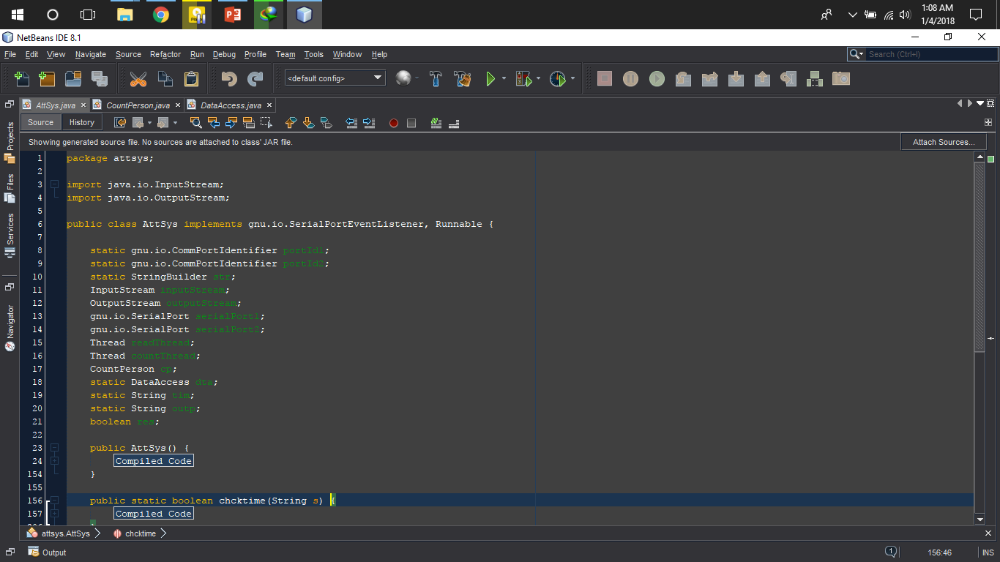 1:08 AM
1/4/2018
NetBeans IDE 8.1
File Edit View Navigate Source Refactor Run Debug Profile Team Tools Window Help
Search (Ctrl+I)
<default config>
AttSys.java CountPerson.java DataAccess.java
Source History
Showing generated source file. No sources are attached to class' JAR file.
Attach Sources...
Projects
Files
Services
Navigator
1 package attsys;
2
3 import java.io.InputStream;
4 import java.io.OutputStream;
5
6 public class AttSys implements gnu.io.SerialPortEventListener, Runnable {
7
8 static gnu.io.CommPortIdentifier portId1;
9 static gnu.io.CommPortIdentifier portId2;
10 static StringBuilder str;
11 InputStream inputStream;
12 OutputStream outputStream;
13 gnu.io.SerialPort serialPort1;
14 gnu.io.SerialPort serialPort2;
15 Thread readThread;
16 Thread countThread;
17 CountPerson cp;
18 static DataAccess dta;
19 static String tim;
20 static String outp;
21 boolean res;
22
23 public AttSys() {
24 Compiled Code
154 }
155
156 public static boolean chcktime(String s) {
157 Compiled Code
attsys.AttSys chcktime
Output
1
156:46
INS